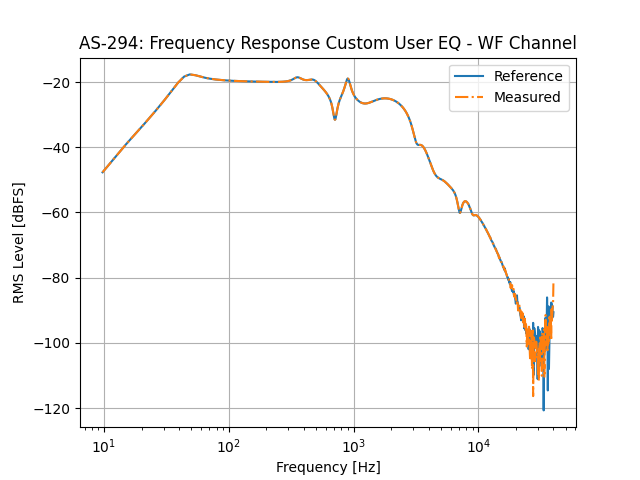 AS-294: Frequency Response Custom User EQ - WF Channel
Reference
Measured
RMS Level [dBFS]
−20
−40
−60
−80
−100
−120
10¹
10²
10³
10⁴
Frequency [Hz]